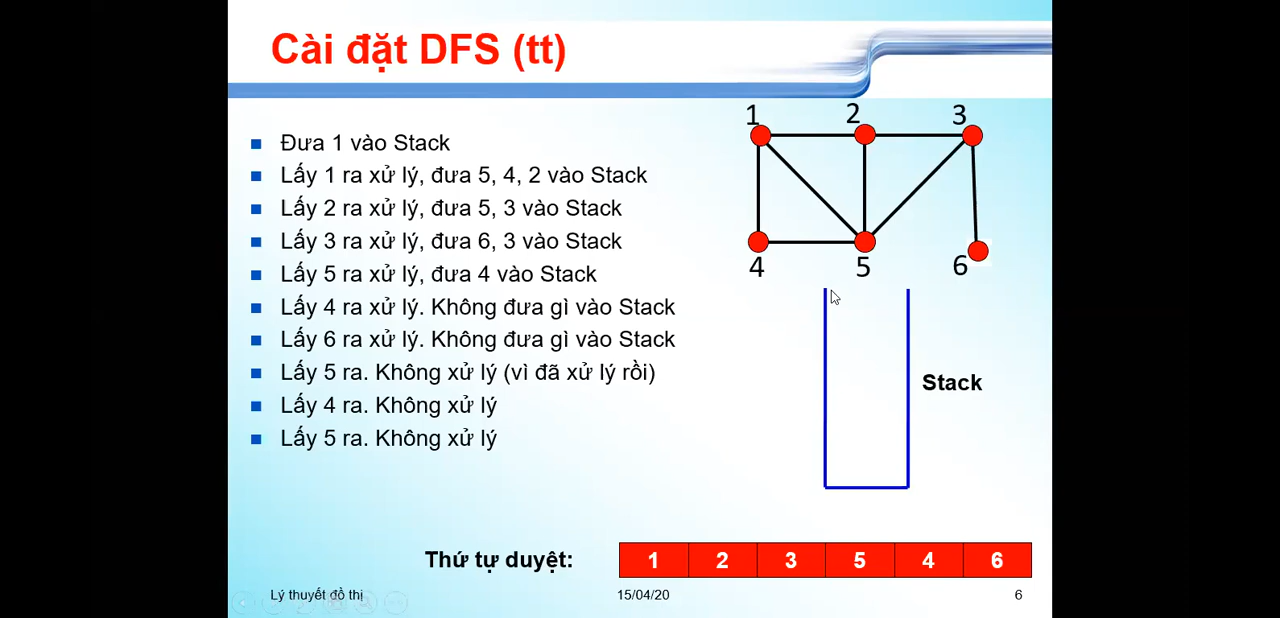 Cài đặt DFS (tt)
Đưa 1 vào Stack
Lấy 1 ra xử lý, đưa 5, 4, 2 vào Stack
Lấy 2 ra xử lý, đưa 5, 3 vào Stack
Lấy 3 ra xử lý, đưa 6, 3 vào Stack
Lấy 5 ra xử lý, đưa 4 vào Stack
Lấy 4 ra xử lý. Không đưa gì vào Stack
Lấy 6 ra xử lý. Không đưa gì vào Stack
Lấy 5 ra. Không xử lý (vì đã xử lý rồi)
Lấy 4 ra. Không xử lý
Lấy 5 ra. Không xử lý
1 2 3
4 5 6
Stack
Thứ tự duyệt: 1 2 3 5 4 6
Lý thuyết đồ thị 15/04/20 6